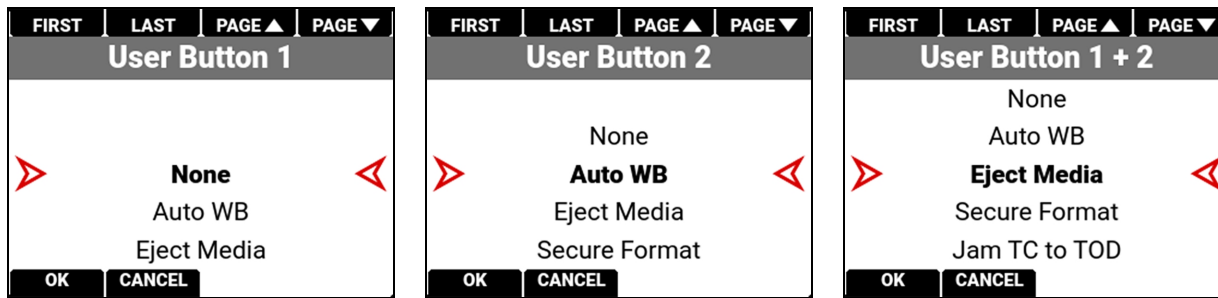 FIRST LAST PAGE▲ PAGE▼
User Button 1
None
Auto WB
Eject Media
OK CANCEL
FIRST LAST PAGE▲ PAGE▼
User Button 2
None
Auto WB
Eject Media
Secure Format
OK CANCEL
FIRST LAST PAGE▲ PAGE▼
User Button 1 + 2
None
Auto WB
Eject Media
Secure Format
Jam TC to TOD
OK CANCEL